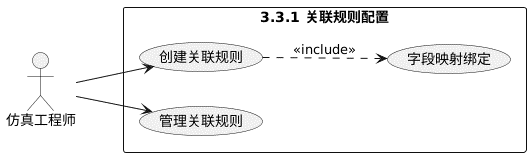 3.3.1 关联规则配置
创建关联规则
«include»
字段映射绑定
仿真工程师
管理关联规则